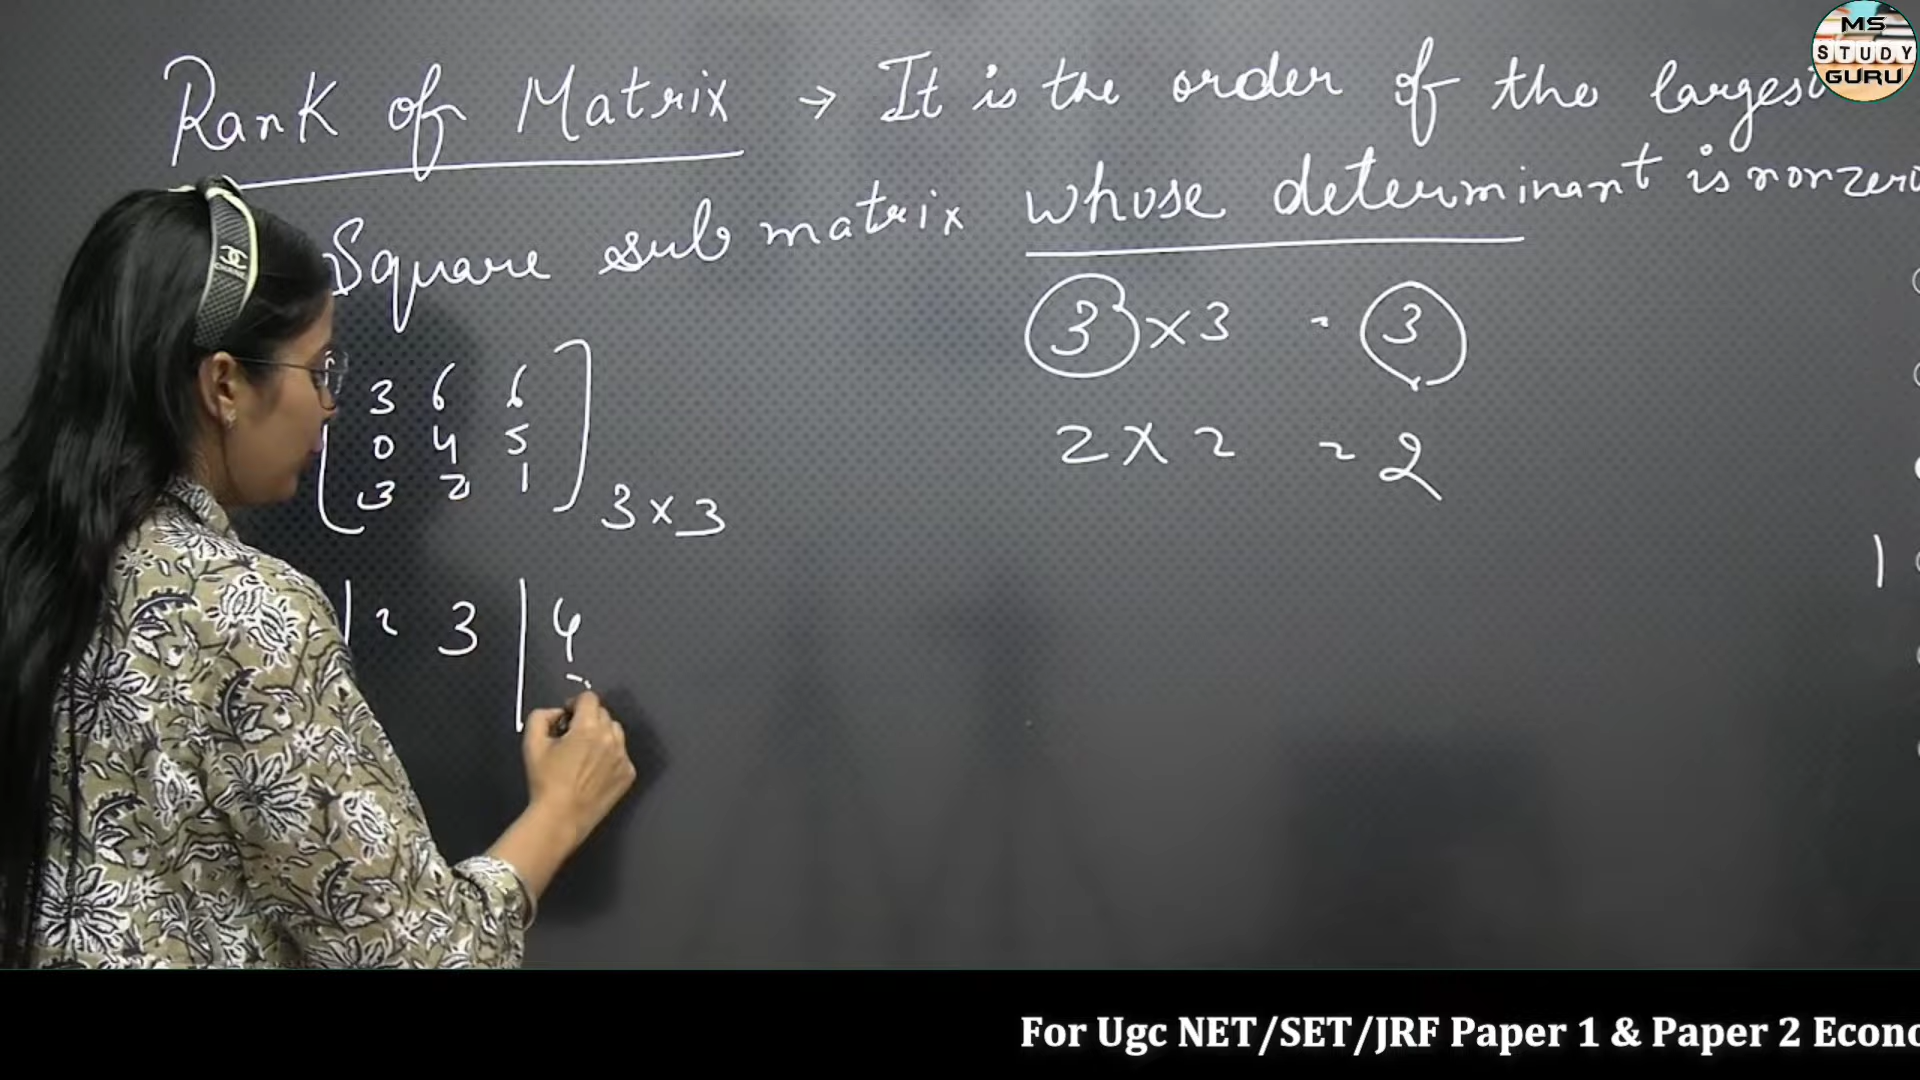 MS
STUDY
GURU
Rank of Matrix → It is the order of the largest
Square sub matrix whose determinant is nonzero
3 × 3 = 3
3 6 6
0 4 5
3 2 1
3 × 3
2 × 2 = 2
2 3 | 4
CHANEL
For Ugc NET/SET/JRF Paper 1 & Paper 2 Econo